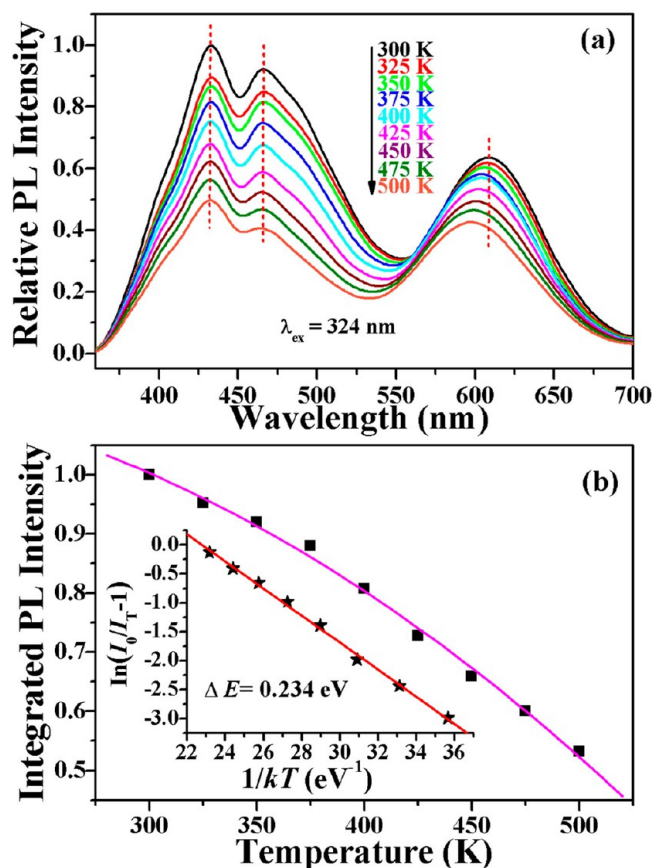 (a)
Relative PL Intensity
1.0
0.8
0.6
0.4
0.2
0.0
300 K
325 K
350 K
375 K
400 K
425 K
450 K
475 K
500 K
λex = 324 nm
400 450 500 550 600 650 700
Wavelength (nm)
(b)
Integrated PL Intensity
1.0
0.9
0.8
0.7
0.6
0.5
ln(I0/IT-1)
0.0
-0.5
-1.0
-1.5
-2.0
-2.5
-3.0
Δ E= 0.234 eV
22 24 26 28 30 32 34 36
1/kT (eV-1)
300 350 400 450 500
Temperature (K)